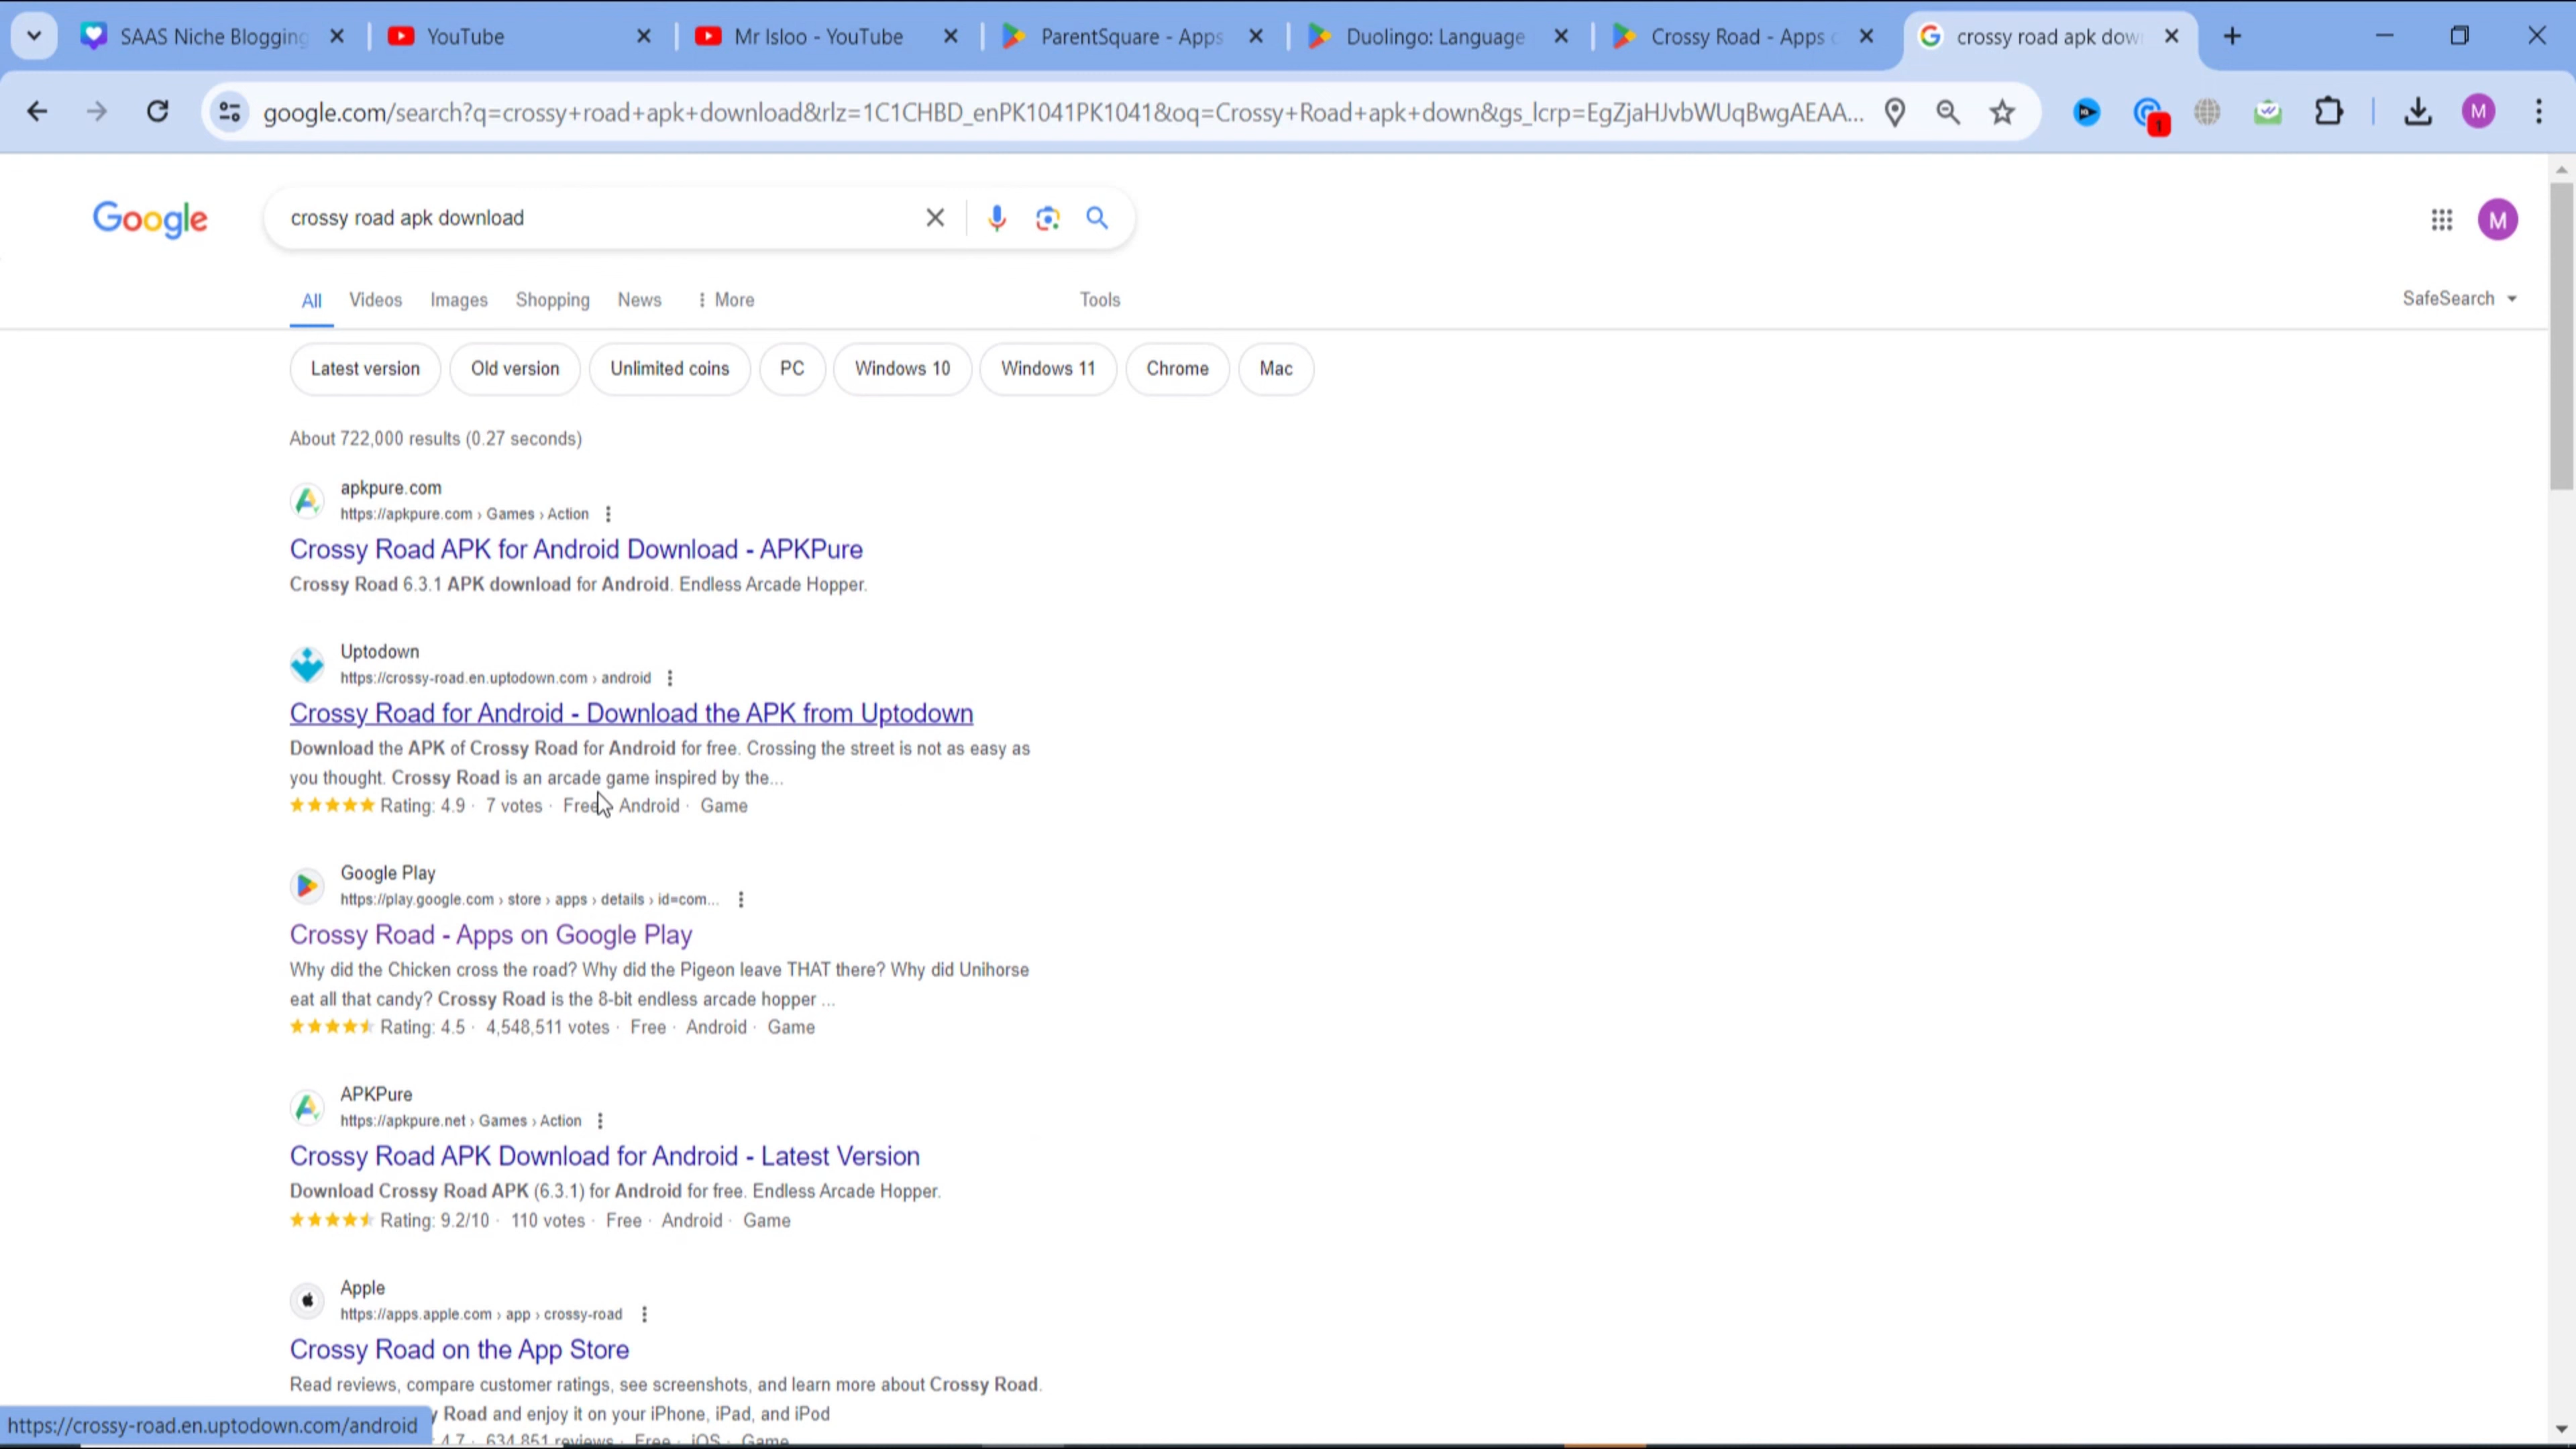 SAAS Niche Blogging
YouTube
Mr Isloo - YouTube
ParentSquare - Apps
Duolingo: Language
Crossy Road - Apps
crossy road apk dow
google.com/search?q=crossy+road+apk+download&rlz=1C1CHBD_enPK1041PK1041&oq=Crossy+Road+apk+down&gs_lcrp=EgZjaHJvbWUqBwgAEAA...
1
M
Google
crossy road apk download
M
All
Videos
Images
Shopping
News
More
Tools
SafeSearch
Latest version
Old version
Unlimited coins
PC
Windows 10
Windows 11
Chrome
Mac
About 722,000 results (0.27 seconds)
apkpure.com
https://apkpure.com › Games › Action
Crossy Road APK for Android Download - APKPure
Crossy Road 6.3.1 APK download for Android. Endless Arcade Hopper.
Uptodown
https://crossy-road.en.uptodown.com › android
Crossy Road for Android - Download the APK from Uptodown
Download the APK of Crossy Road for Android for free. Crossing the street is not as easy as
you thought. Crossy Road is an arcade game inspired by the...
Rating: 4.9 · 7 votes · Free · Android · Game
Google Play
https://play.google.com › store › apps › details › id=com...
Crossy Road - Apps on Google Play
Why did the Chicken cross the road? Why did the Pigeon leave THAT there? Why did Unihorse
eat all that candy? Crossy Road is the 8-bit endless arcade hopper ...
Rating: 4.5 · 4,548,511 votes · Free · Android · Game
APKPure
https://apkpure.net › Games › Action
Crossy Road APK Download for Android - Latest Version
Download Crossy Road APK (6.3.1) for Android for free. Endless Arcade Hopper.
Rating: 9.2/10 · 110 votes · Free · Android · Game
Apple
https://apps.apple.com › app › crossy-road
Crossy Road on the App Store
Read reviews, compare customer ratings, see screenshots, and learn more about Crossy Road.
y Road and enjoy it on your iPhone, iPad, and iPod
4.7 · 634,851 reviews · Free · iOS · Game
https://crossy-road.en.uptodown.com/android